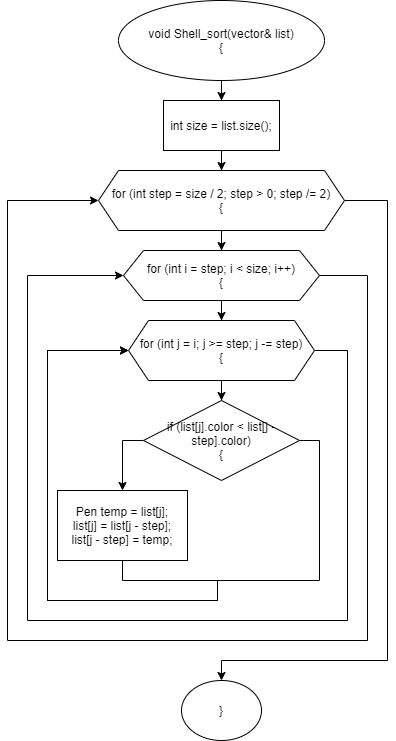 void Shell_sort(vector& list)
{
int size = list.size();
for (int step = size / 2; step > 0; step /= 2)
{
for (int i = step; i < size; i++)
{
for (int j = i; j >= step; j -= step)
{
if (list[j].color < list[j -
step].color)
{
Pen temp = list[j];
list[j] = list[j - step];
list[j - step] = temp;
}